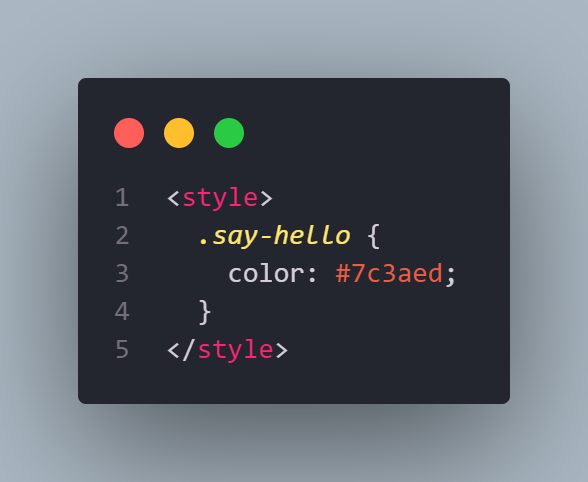 1 <style>
2   .say-hello {
3     color: #7c3aed;
4   }
5 </style>